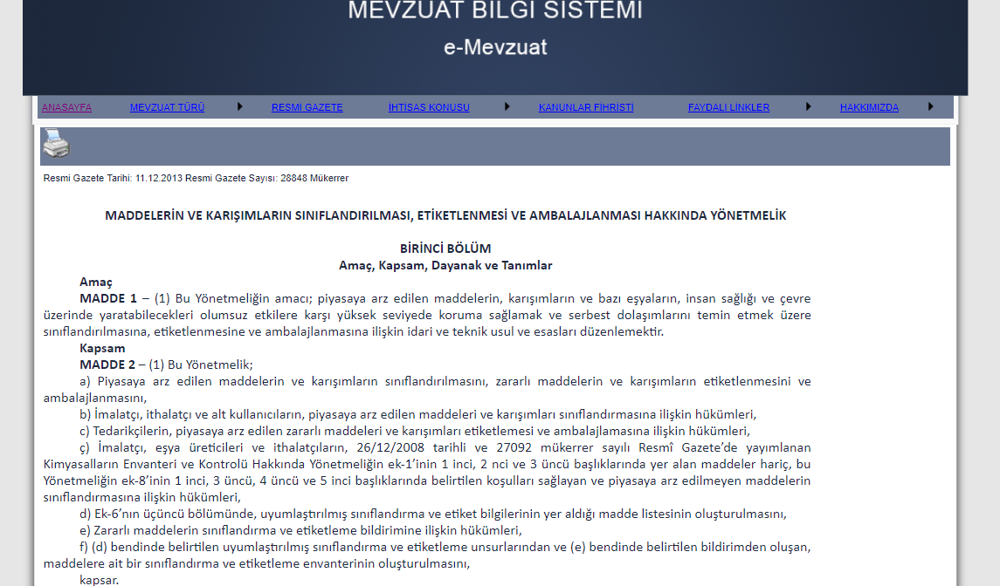 MEVZUAT BİLGİ SİSTEMİ
e-Mevzuat
ANASAYFA MEVZUAT TÜRÜ RESMİ GAZETE İHTİSAS KONUSU KANUNLAR FİHRİSTİ FAYDALI LİNKLER HAKKIMIZDA
Resmi Gazete Tarihi: 11.12.2013 Resmi Gazete Sayısı: 28848 Mükerrer
MADDELERİN VE KARIŞIMLARIN SINIFLANDIRILMASI, ETİKETLENMESİ VE AMBALAJLANMASI HAKKINDA YÖNETMELİK
BİRİNCİ BÖLÜM
Amaç, Kapsam, Dayanak ve Tanımlar
Amaç
MADDE 1 – (1) Bu Yönetmeliğin amacı; piyasaya arz edilen maddelerin, karışımların ve bazı eşyaların, insan sağlığı ve çevre
üzerinde yaratabilecekleri olumsuz etkilere karşı yüksek seviyede koruma sağlamak ve serbest dolaşımlarını temin etmek üzere
sınıflandırılmasına, etiketlenmesine ve ambalajlanmasına ilişkin idari ve teknik usul ve esasları düzenlemektir.
Kapsam
MADDE 2 – (1) Bu Yönetmelik;
a) Piyasaya arz edilen maddelerin ve karışımların sınıflandırılmasını, zararlı maddelerin ve karışımların etiketlenmesini ve
ambalajlanmasını,
b) İmalatçı, ithalatçı ve alt kullanıcıların, piyasaya arz edilen maddeleri ve karışımları sınıflandırmasına ilişkin hükümleri,
c) Tedarikçilerin, piyasaya arz edilen zararlı maddeleri ve karışımları etiketlemesi ve ambalajlamasına ilişkin hükümleri,
ç) İmalatçı, eşya üreticileri ve ithalatçıların, 26/12/2008 tarihli ve 27092 mükerrer sayılı Resmî Gazete’de yayımlanan
Kimyasalların Envanteri ve Kontrolü Hakkında Yönetmeliğin ek-1’inin 1 inci, 2 nci ve 3 üncü başlıklarında yer alan maddeler hariç, bu
Yönetmeliğin ek-8’inin 1 inci, 3 üncü, 4 üncü ve 5 inci başlıklarında belirtilen koşulları sağlayan ve piyasaya arz edilmeyen maddelerin
sınıflandırmasına ilişkin hükümleri,
d) Ek-6’nın üçüncü bölümünde, uyumlaştırılmış sınıflandırma ve etiket bilgilerinin yer aldığı madde listesinin oluşturulmasını,
e) Zararlı maddelerin sınıflandırma ve etiketleme bildirimine ilişkin hükümleri,
f) (d) bendinde belirtilen uyumlaştırılmış sınıflandırma ve etiketleme unsurlarından ve (e) bendinde belirtilen bildirimden oluşan,
maddelere ait bir sınıflandırma ve etiketleme envanterinin oluşturulmasını,
kapsar.